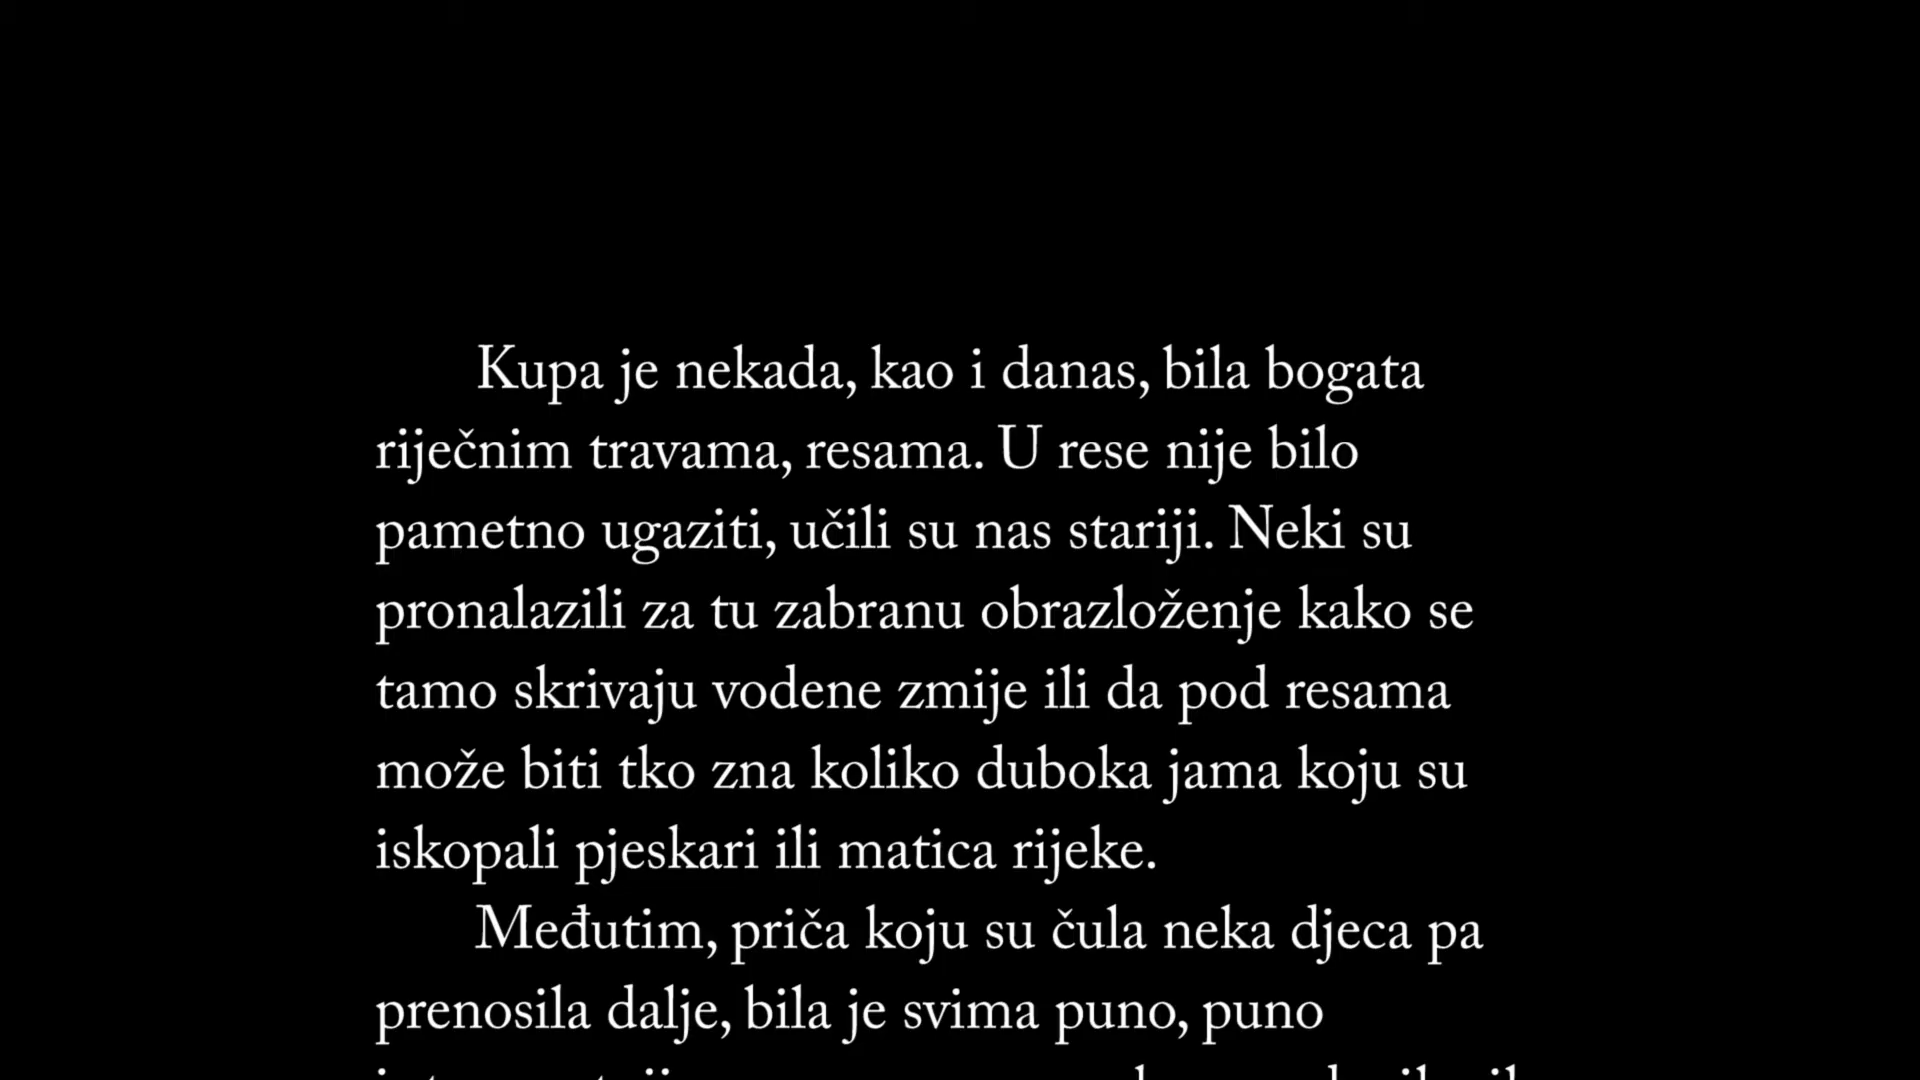 Kupa je nekada, kao i danas, bila bogata
riječnim travama, resama. U rese nije bilo
pametno ugaziti, učili su nas stariji. Neki su
pronalazili za tu zabranu obrazloženje kako se
tamo skrivaju vodene zmije ili da pod resama
može biti tko zna koliko duboka jama koju su
iskopali pjeskari ili matica rijeke.
Međutim, priča koju su čula neka djeca pa
prenosila dalje, bila je svima puno, puno